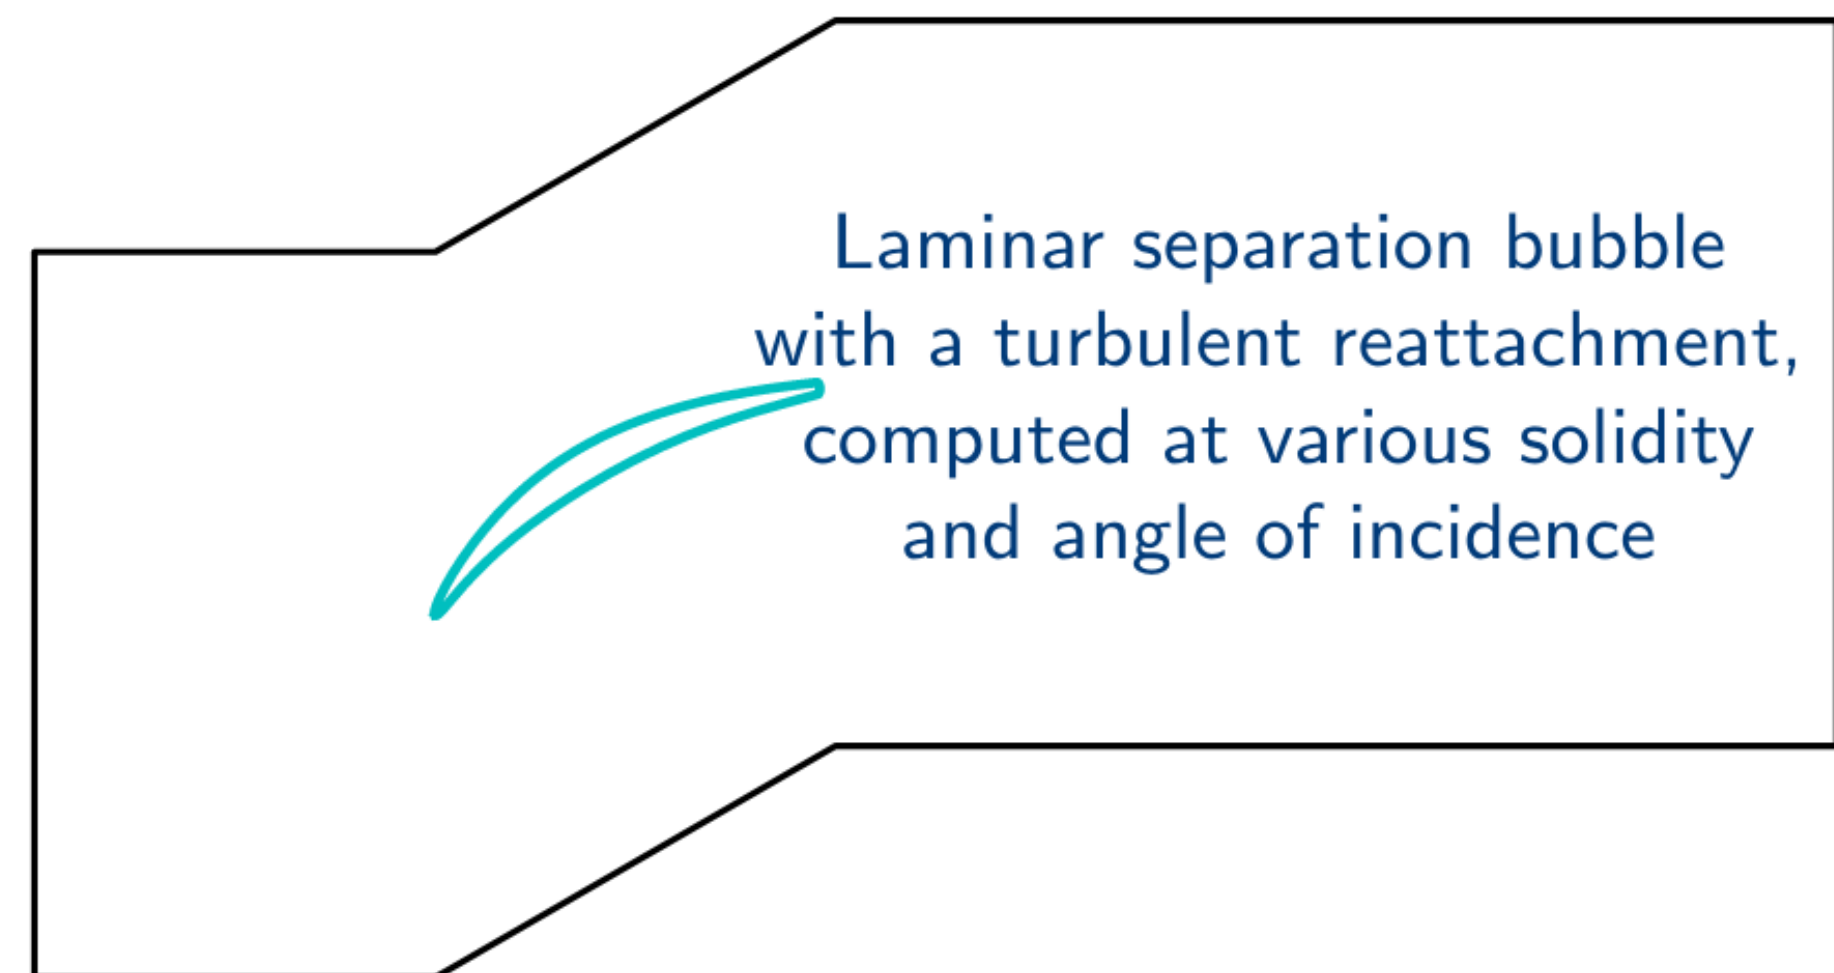 Laminar separation bubble
with a turbulent reattachment,
computed at various solidity
and angle of incidence